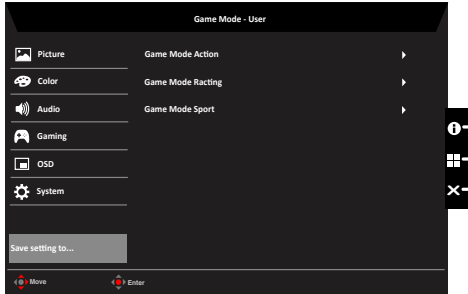 Game Mode - User
Picture
Game Mode Action
Color
Game Mode Racting
Audio
Game Mode Sport
Gaming
OSD
System
Save setting to...
Move
Enter